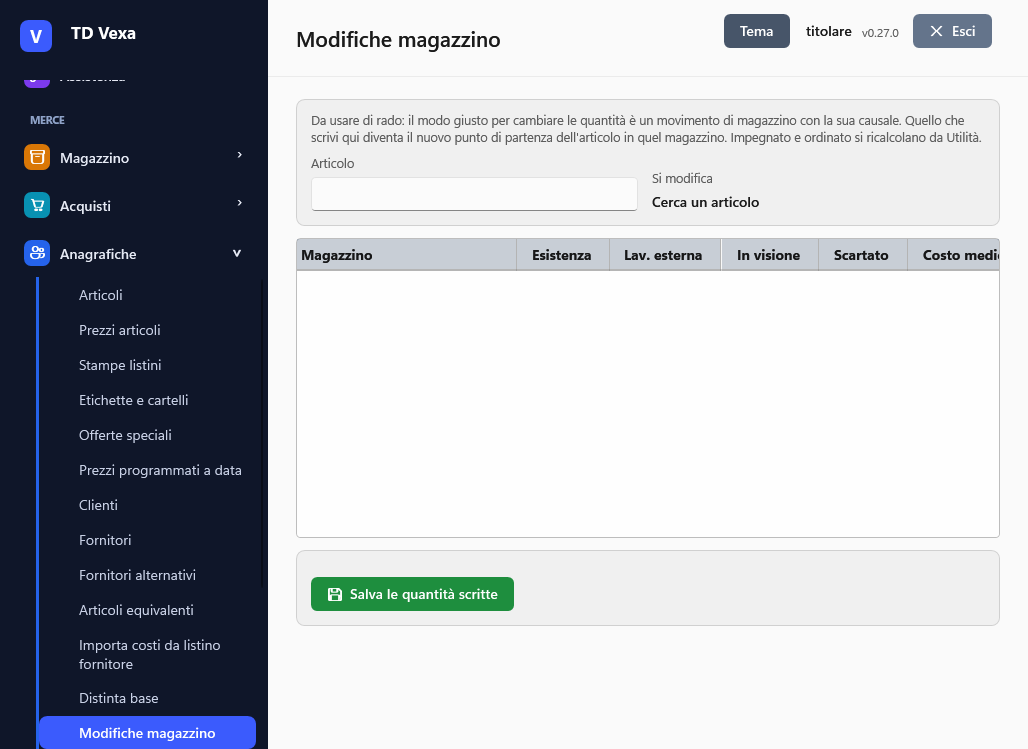 V
TD Vexa
MERCE
Magazzino
Acquisti
Anagrafiche
Articoli
Prezzi articoli
Stampe listini
Etichette e cartelli
Offerte speciali
Prezzi programmati a data
Clienti
Fornitori
Fornitori alternativi
Articoli equivalenti
Importa costi da listino
fornitore
Distinta base
Modifiche magazzino
Modifiche magazzino
Tema
titolare v0.27.0
Esci
Da usare di rado: il modo giusto per cambiare le quantità è un movimento di magazzino con la sua causale. Quello che
scrivi qui diventa il nuovo punto di partenza dell'articolo in quel magazzino. Impegnato e ordinato si ricalcolano da Utilità.
Articolo
Si modifica
Cerca un articolo
Magazzino Esistenza Lav. esterna In visione Scartato Costo
Salva le quantità scritte